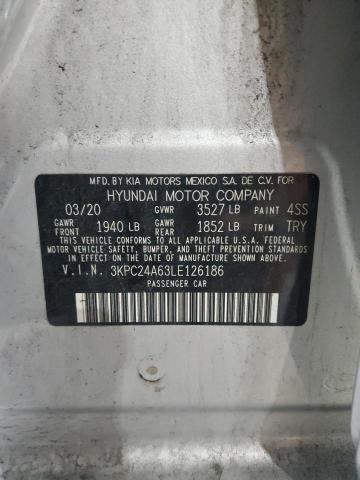 MFD.BY KIA MOTORS MEXICO S.A. DE C.V. FOR
HYUNDAI MOTOR COMPANY
03/20 GVWR 3527 LB PAINT 4SS
GAWR FRONT 1940 LB GAWR REAR 1852 LB TRIM TRY
THIS VEHICLE CONFORMS TO ALL APPLICABLE U.S.A. FEDERAL
MOTOR VEHICLE SAFETY, BUMPER, AND THEFT PREVENTION
STANDARDS IN EFFECT ON THE DATE OF MANUFACTURE SHOWN ABOVE.
V.I.N. 3KPC24A63LE126186
PASSENGER CAR